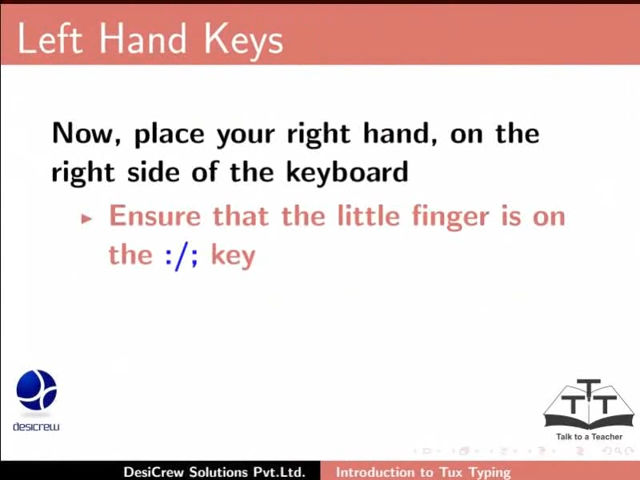 Left Hand Keys
Now, place your right hand, on the
right side of the keyboard
Ensure that the little finger is on
the :/; key
desicrew
TTT
Talk to a Teacher
DesiCrew Solutions Pvt.Ltd.
Introduction to Tux Typing